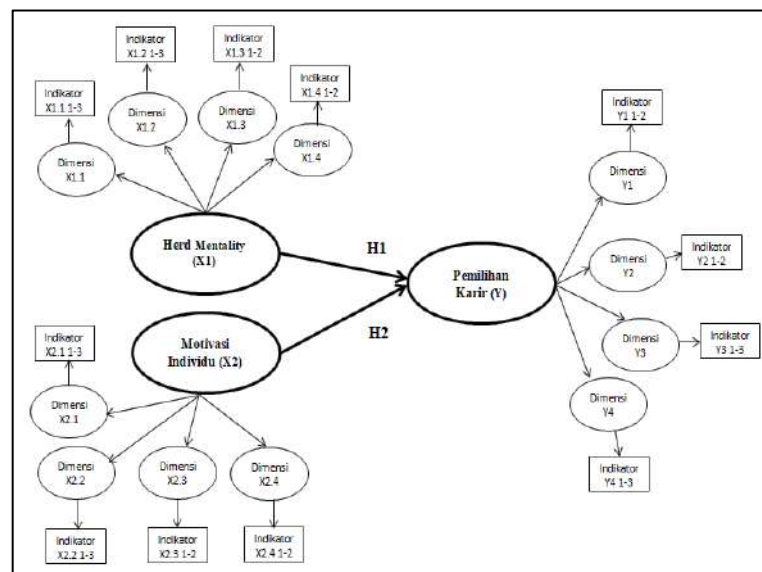 Indikator
X1.1 1-3
Indikator
X1.2 1-3
Indikator
X1.3 1-2
Indikator
X1.4 1-2
Dimensi
X1.1
Dimensi
X1.2
Dimensi
X1.3
Dimensi
X1.4
Herd Mentality
(X1)
H1
H2
Motivasi
Individu (X2)
Pemilihan
Karir (Y)
Indikator
Y1 1-2
Dimensi
Y1
Dimensi
Y2
Indikator
Y2 1-2
Dimensi
Y3
Indikator
Y3 1-3
Dimensi
Y4
Indikator
Y4 1-3
Indikator
X2.1 1-3
Dimensi
X2.1
Dimensi
X2.2
Dimensi
X2.3
Dimensi
X2.4
Indikator
X2.2 1-3
Indikator
X2.3 1-2
Indikator
X2.4 1-2